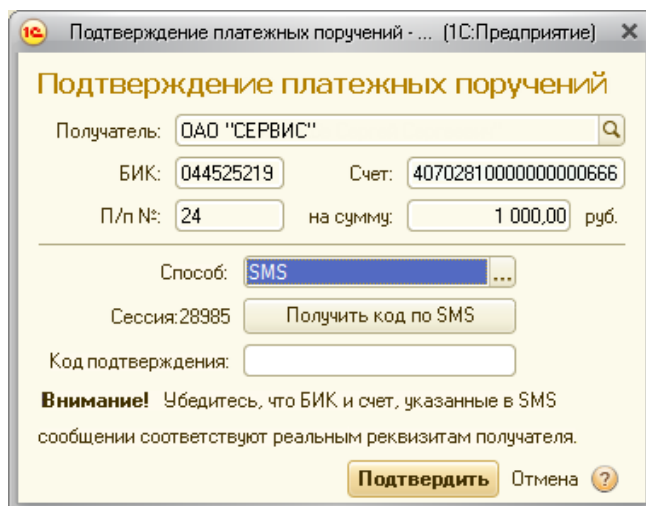 1С Подтверждение платежных поручений - ... (1С:Предприятие)
Подтверждение платежных поручений
Получатель: ОАО "СЕРВИС"
БИК: 044525219 Счет: 40702810000000000666
П/п №: 24 на сумму: 1 000,00 руб.
Способ: SMS ...
Сессия:28985 Получить код по SMS
Код подтверждения:
Внимание! Убедитесь, что БИК и счет, указанные в SMS
сообщении соответствуют реальным реквизитам получателя.
Подтвердить Отмена ?